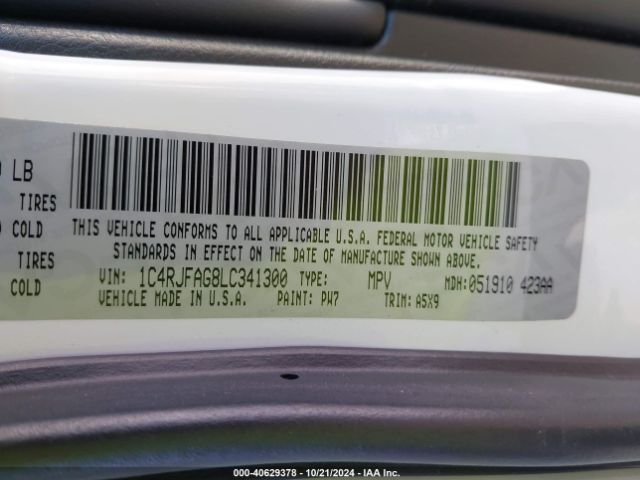 LB
TIRES
COLD
TIRES
COLD
THIS VEHICLE CONFORMS TO ALL APPLICABLE U.S.A. FEDERAL MOTOR VEHICLE SAFETY
STANDARDS IN EFFECT ON THE DATE OF MANUFACTURE SHOWN ABOVE.
VIN: 1C4RJFAG8LC341300 TYPE: MPV MDH: 051910 423AA
VEHICLE MADE IN U.S.A. PAINT: PW7 TRIM: A5X9
000-40629378 - 10/21/2024 - IAA Inc.